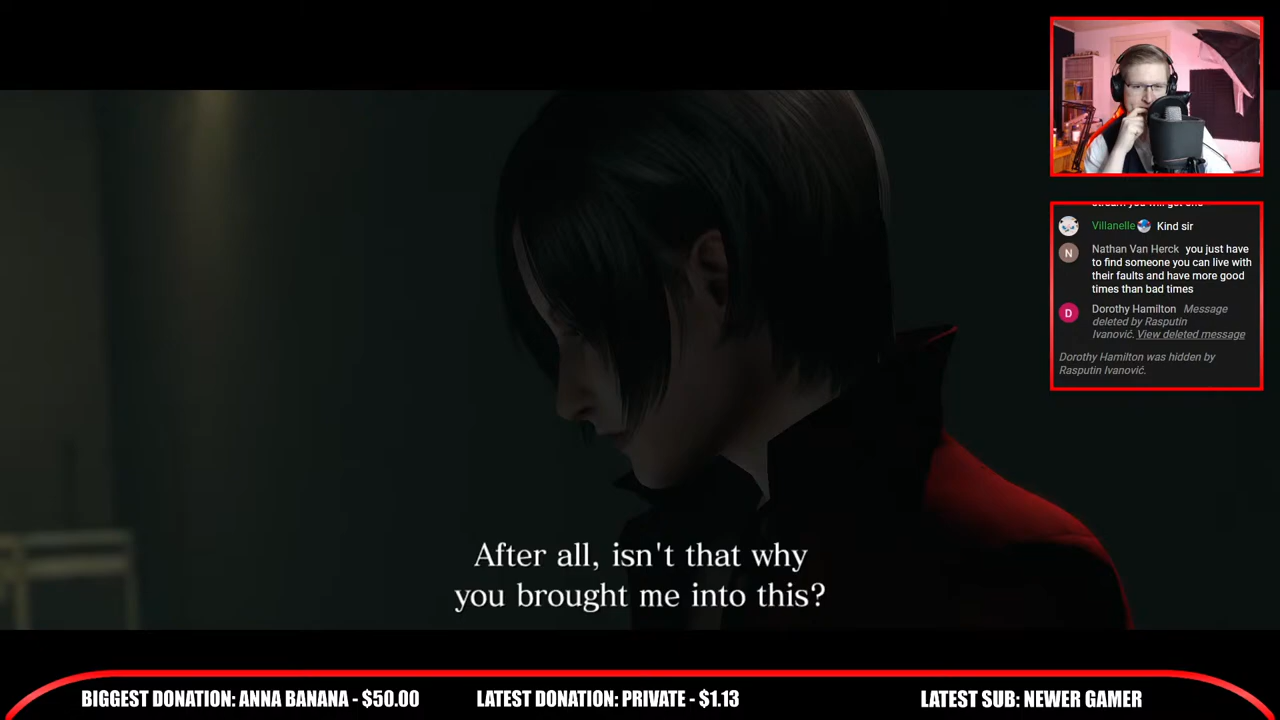 Villanelle Kind sir
N Nathan Van Herck you just have
to find someone you can live with
their faults and have more good
times than bad times
D Dorothy Hamilton Message
deleted by Rasputin
Ivanović. View deleted message
Dorothy Hamilton was hidden by
Rasputin Ivanović.
After all, isn't that why
you brought me into this?
BIGGEST DONATION: ANNA BANANA - $50.00 LATEST DONATION: PRIVATE - $1.13 LATEST SUB: NEWER GAMER